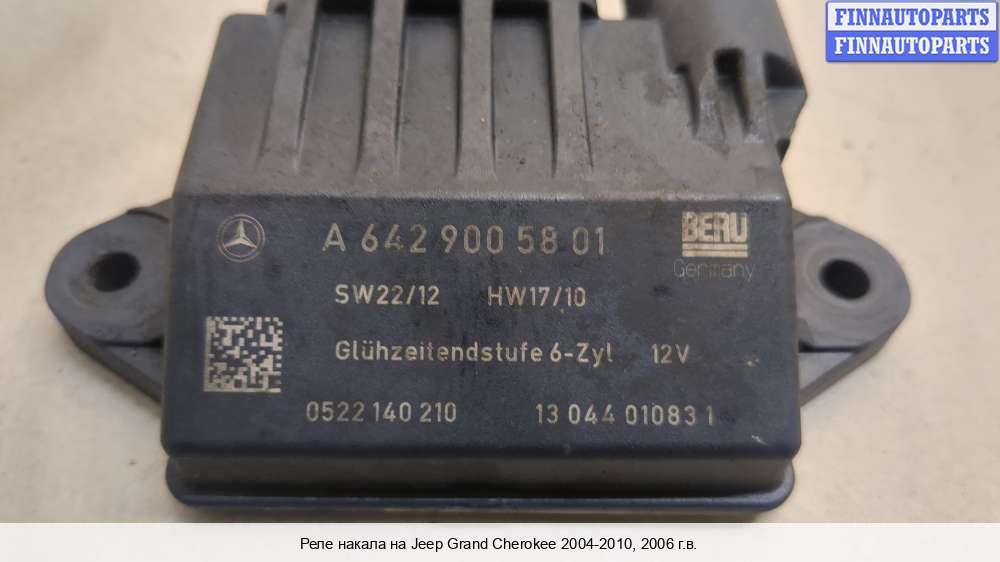 FINNAUTOPARTS
FINNAUTOPARTS
A 642 900 58 01
BERU
Germany
SW22/12 HW17/10
Glühzeitendstufe 6-Zyl 12V
0522 140 210 13 044 01083 1
Реле накала на Jeep Grand Cherokee 2004-2010, 2006 г.в.